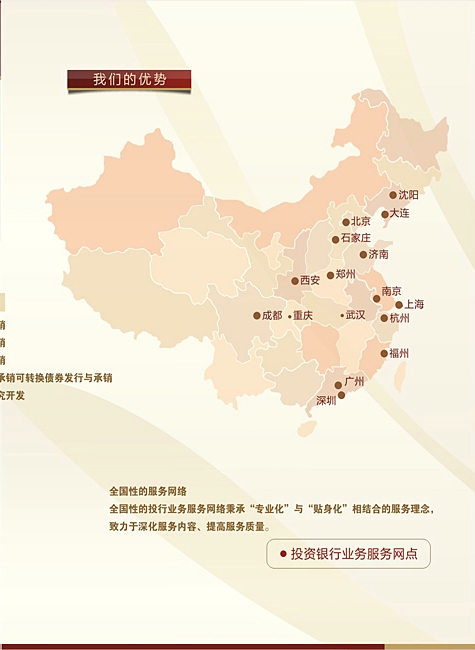 我们的优势
沈阳
大连
北京
石家庄
济南
郑州
西安
南京
上海
成都
重庆
武汉
杭州
福州
广州
深圳
销
销
销
承销可转换债券发行与承销
究开发
全国性的服务网络
全国性的投行业务服务网络秉承“专业化”与“贴身化”相结合的服务理念，
致力于深化服务内容、提高服务质量。
投资银行业务服务网点